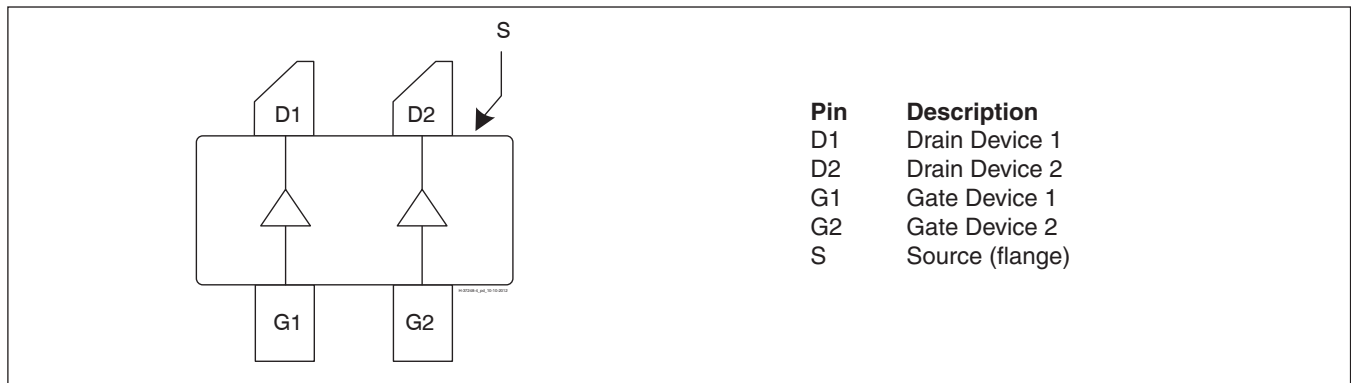 S
D1 D2
G1 G2
Pin Description
D1 Drain Device 1
D2 Drain Device 2
G1 Gate Device 1
G2 Gate Device 2
S Source (flange)